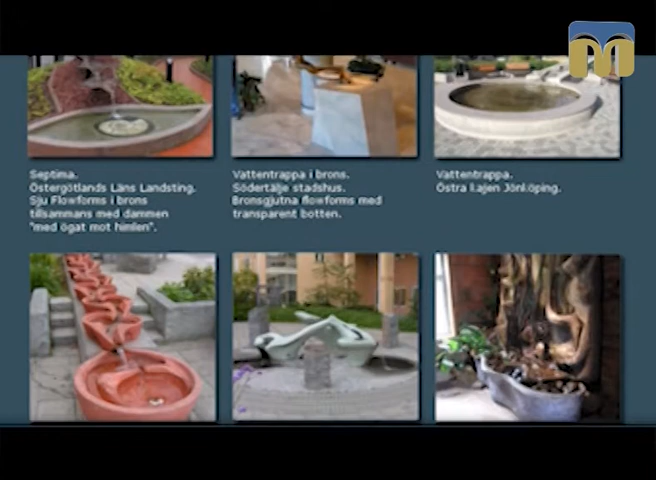 Septima.
Östergötlands Läns Landsting.
Sju Flowforms i brons
tillsammans med dammen
"med ögat mot himlen".
Vattentrappa i brons.
Södertälje stadshus.
Bronsgjutna flowforms med
transparent botten.
Vattentrappa.
Östra Lajen Jönköping.